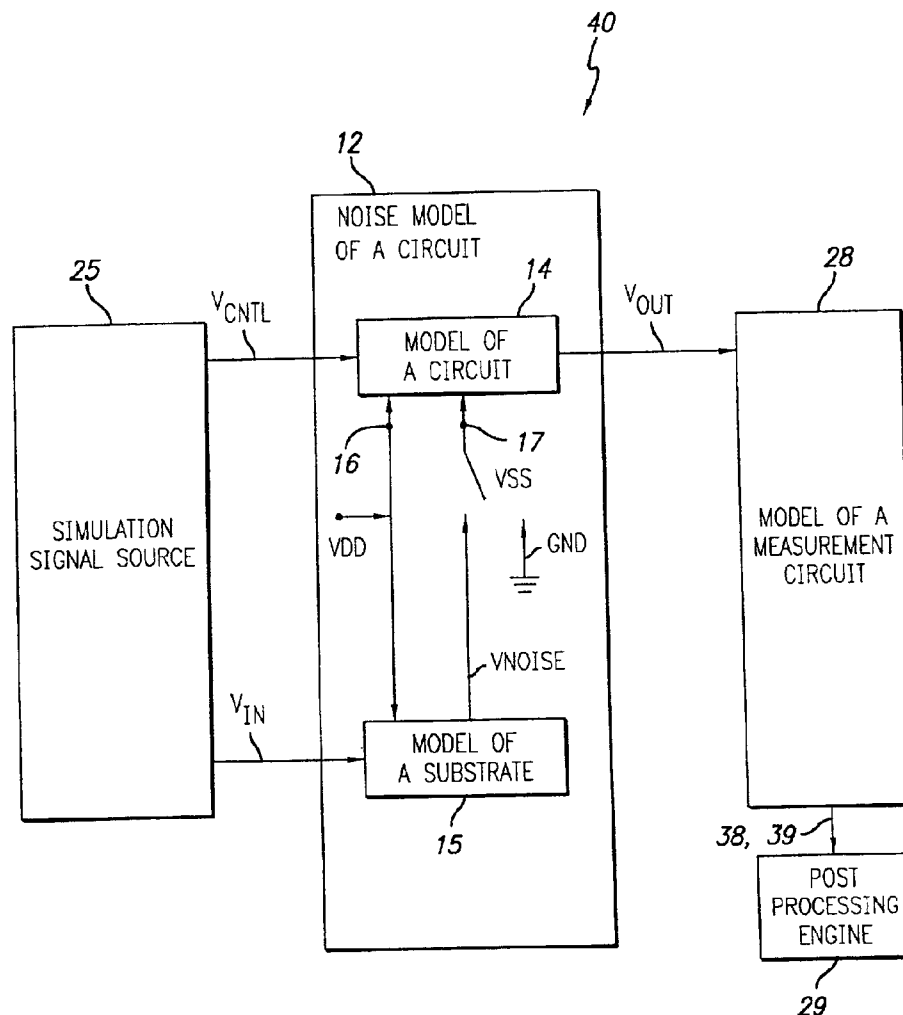 40
12
NOISE MODEL
OF A CIRCUIT
25
14
28
V_CNTL
V_OUT
MODEL OF
A CIRCUIT
16
17
VSS
SIMULATION
SIGNAL SOURCE
VDD
GND
MODEL OF A
MEASUREMENT
CIRCUIT
VNOISE
V_IN
MODEL OF
A SUBSTRATE
15
38, 39
POST
PROCESSING
ENGINE
29